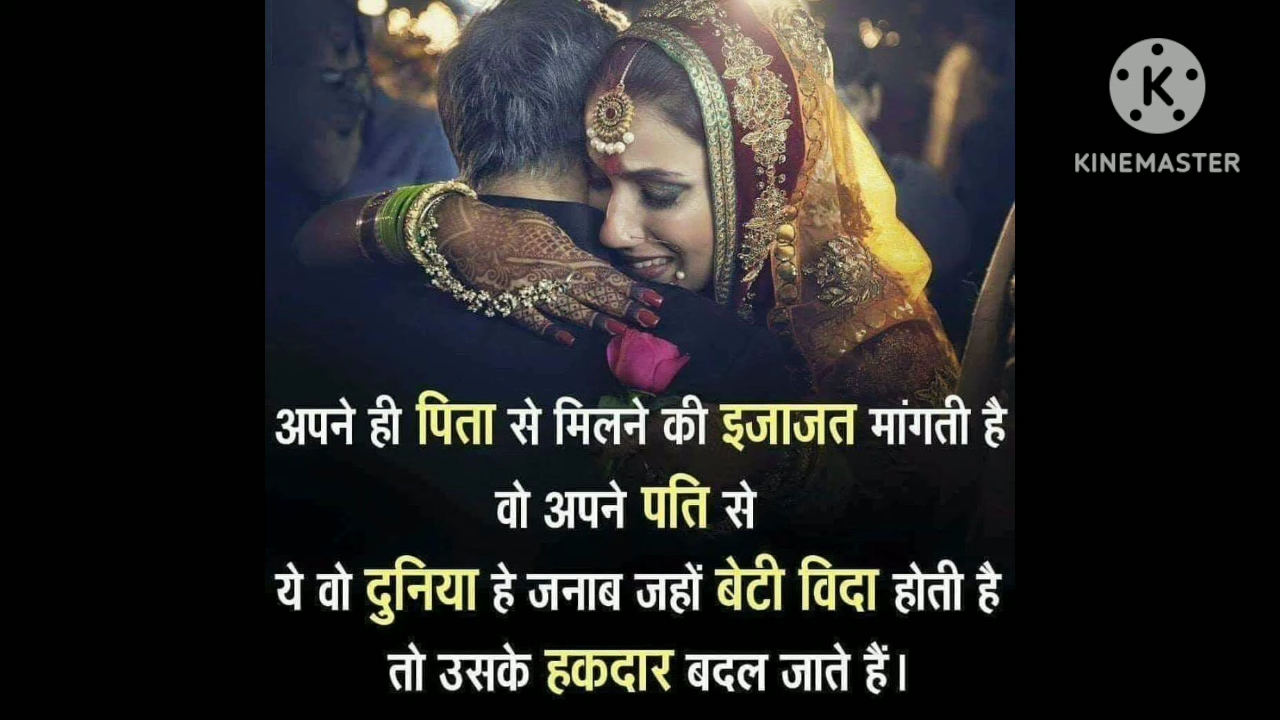 KINEMASTER
अपने ही पिता से मिलने की इजाजत मांगती है
वो अपने पति से
ये वो दुनिया हे जनाब जहों बेटी विदा होती है
तो उसके हकदार बदल जाते हैं।